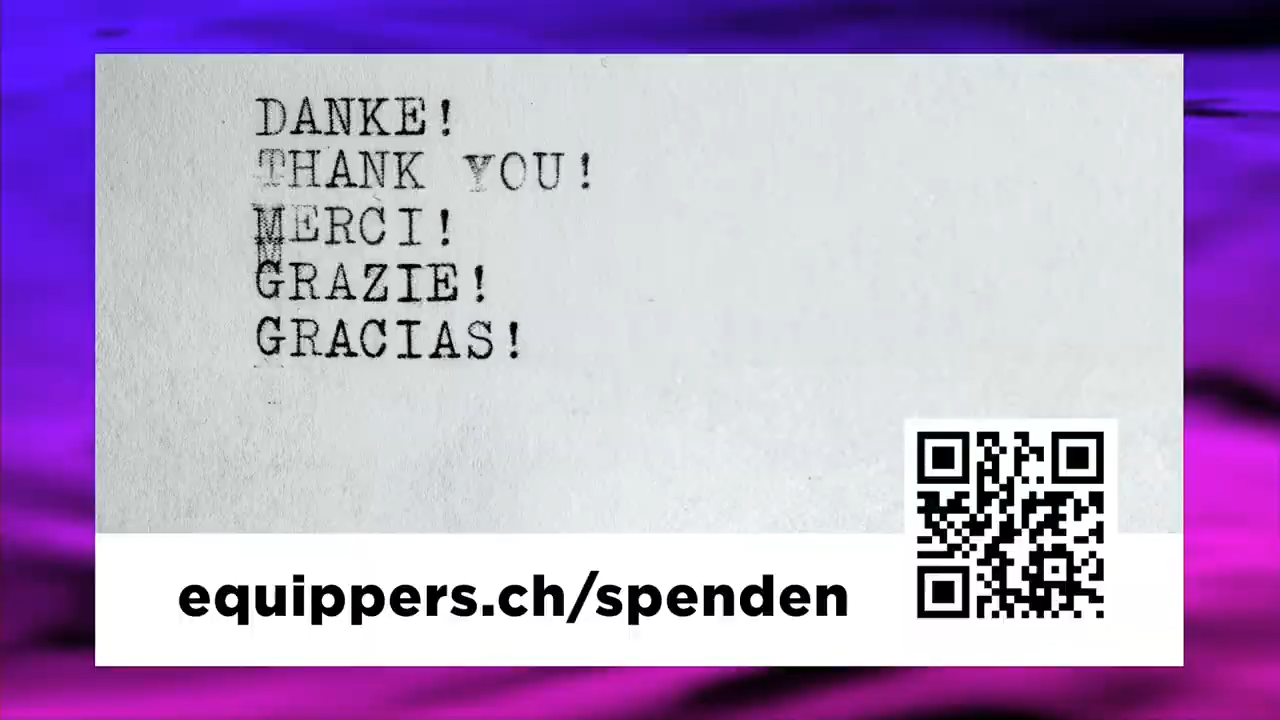 DANKE!
THANK YOU!
MERCI!
GRAZIE!
GRACIAS!
equippers.ch/spenden